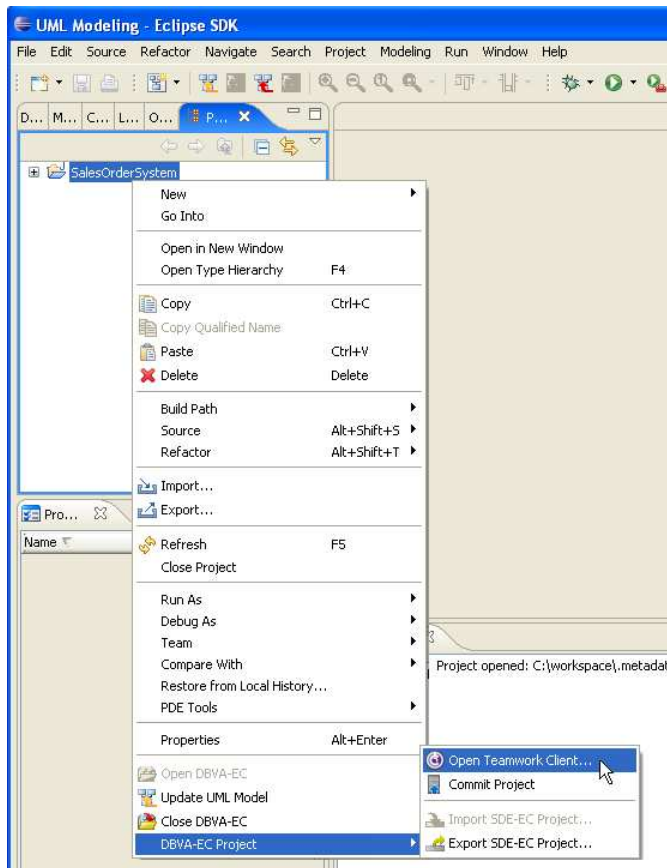 UML Modeling - Eclipse SDK
File Edit Source Refactor Navigate Search Project Modeling Run Window Help
D... M... C... L... O... P...
SalesOrderSystem
New
Go Into
Open in New Window
Open Type Hierarchy F4
Copy Ctrl+C
Copy Qualified Name
Paste Ctrl+V
Delete Delete
Build Path
Source Alt+Shift+S
Refactor Alt+Shift+T
Import...
Export...
Pro...
Name
Refresh F5
Close Project
Run As
Debug As
Team
Compare With
Project opened: C:\workspace\.metadat
Restore from Local History...
PDE Tools
Properties Alt+Enter
Open DBVA-EC
Update UML Model
Close DBVA-EC
DBVA-EC Project
Open Teamwork Client...
Commit Project
Import SDE-EC Project...
Export SDE-EC Project...